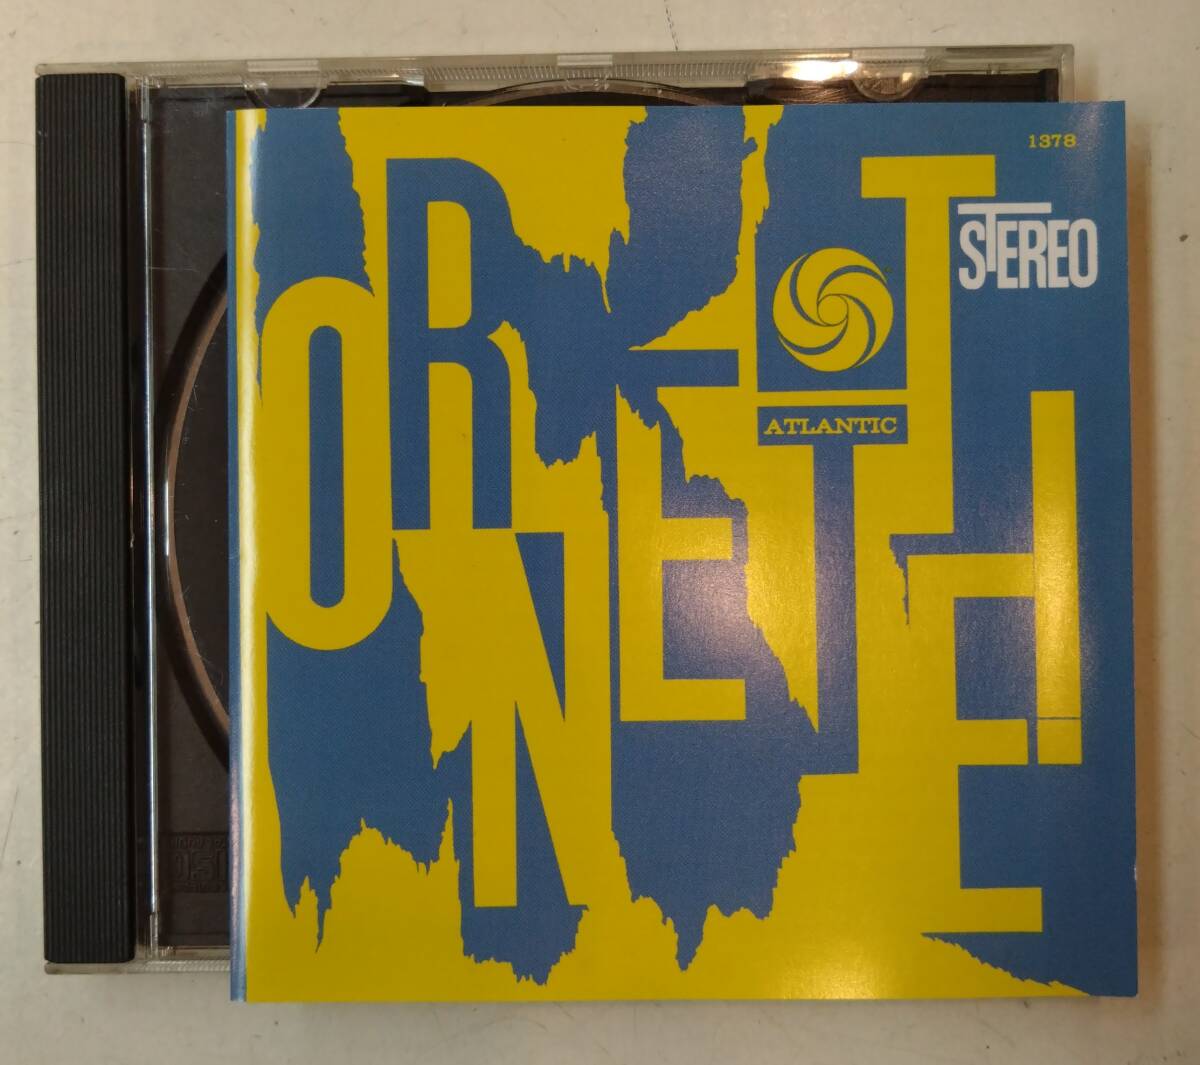 1378
STEREO
ORNETTE!
ATLANTIC